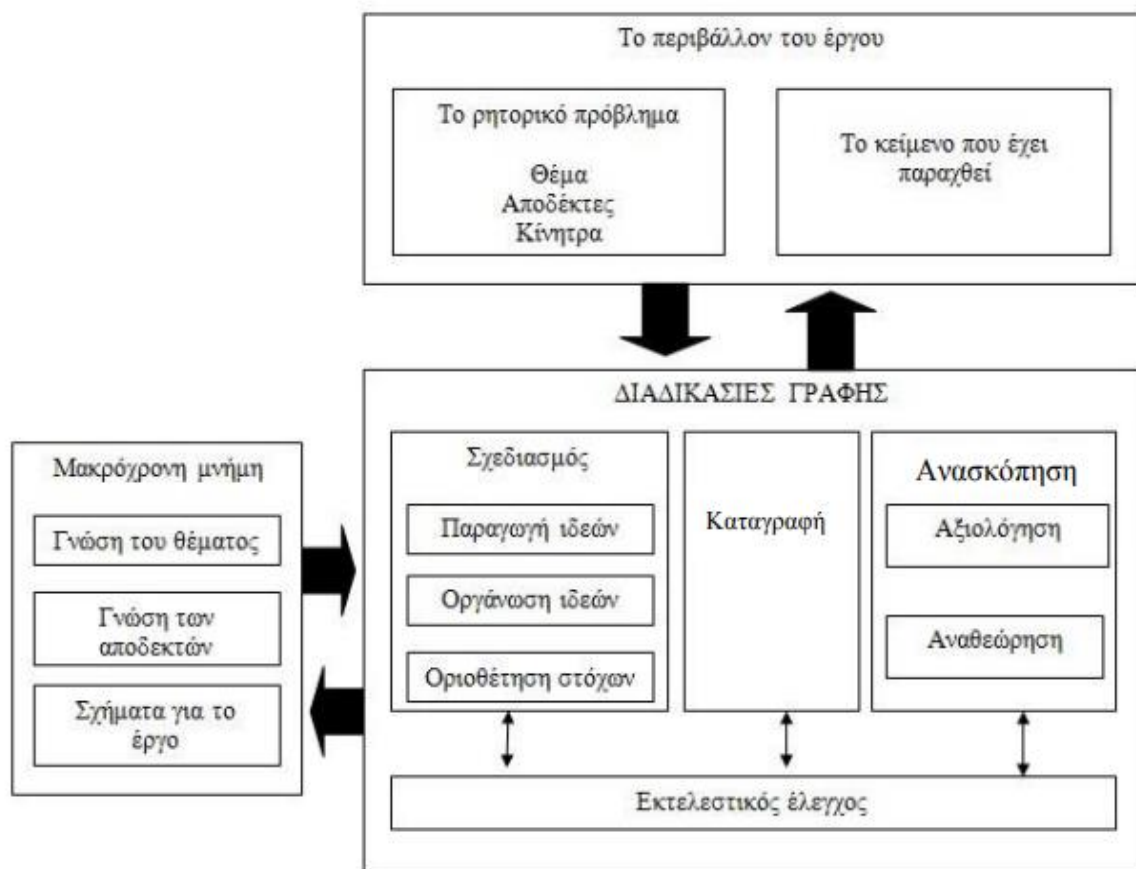 Το περιβάλλον του έργου
Το ρητορικό πρόβλημα
Θέμα
Αποδέκτες
Κίνητρα
Το κείμενο που έχει
παραχθεί
ΔΙΑΔΙΚΑΣΙΕΣ ΓΡΑΦΗΣ
Μακρόχρονη μνήμη
Γνώση του θέματος
Γνώση των
αποδεκτών
Σχήματα για το
έργο
Σχεδιασμός
Παραγωγή ιδεών
Οργάνωση ιδεών
Οριοθέτηση στόχων
Καταγραφή
Ανασκόπηση
Αξιολόγηση
Αναθεώρηση
Εκτελεστικός έλεγχος